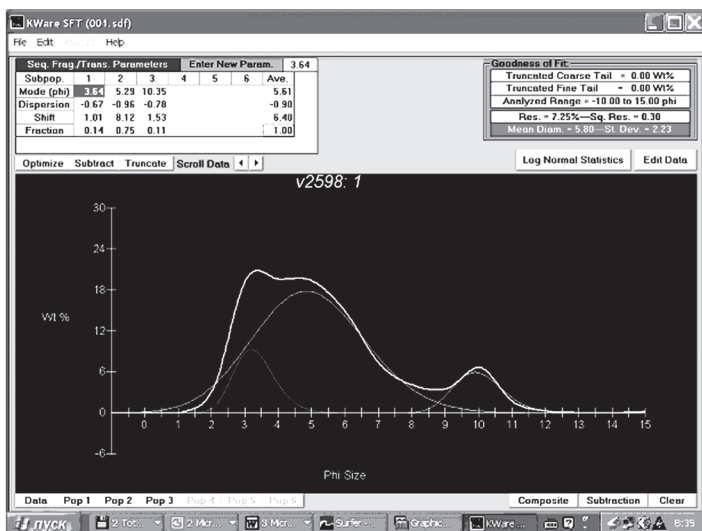 KWare SFT (001.sdf)
File Edit Help
Seq. Frag./Trans. Parameters Enter New Param. 3.64
Subpop. 1 2 3 4 5 6 Ave.
Mode (phi) 3.64 5.29 10.35 5.61
Dispersion -0.67 -0.96 -0.78 -0.90
Shift 1.01 8.12 1.53 6.40
Fraction 0.14 0.75 0.11 1.00
Goodness of Fit:
Truncated Coarse Tail = 0.00 Wt%
Truncated Fine Tail = 0.00 Wt%
Analyzed Range = -10.00 to 15.00 phi
Res. = 7.25%—Sq. Res. = 0.30
Mean Diam. = 5.80—St. Dev. = 2.23
Optimize Subtract Truncate Scroll Data
Log Normal Statistics Edit Data
v2598: 1
30
24
18
Wt %
12
6
0
-6
0 1 2 3 4 5 6 7 8 9 10 11 12 13 14 15
Phi Size
Data Pop 1 Pop 2 Pop 3 Pop 4 Pop 5 Pop 6
Composite Subtraction Clear
пуск 2 Tot... 2 Micr... 3 Micr... Surfer -... Graphic... KWare ... 8:35